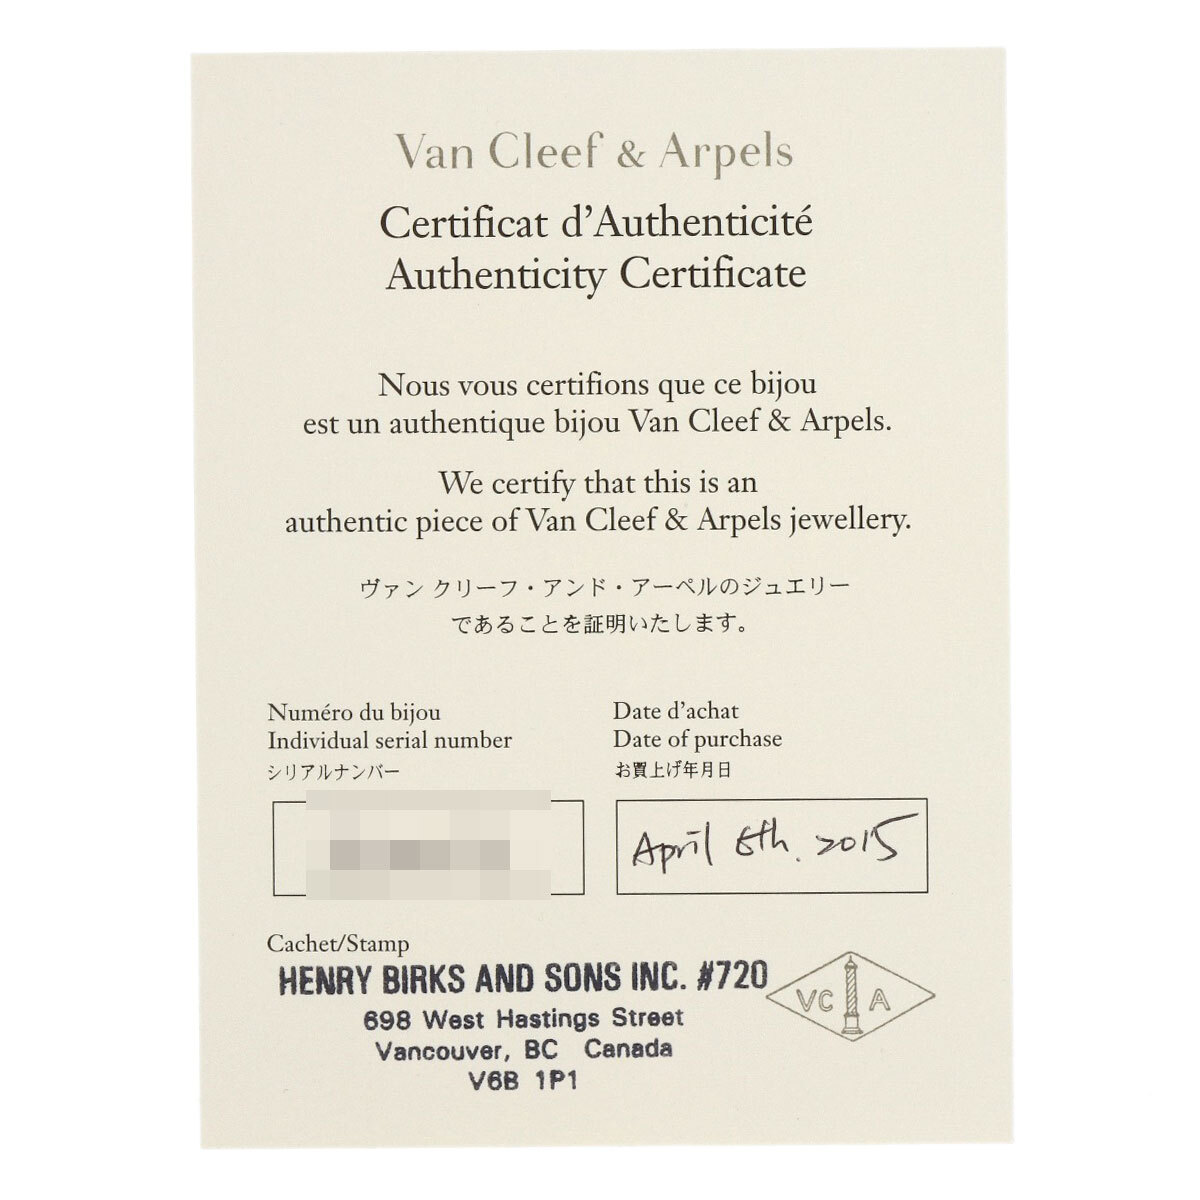 Van Cleef & Arpels
Certificat d'Authenticité
Authenticity Certificate
Nous vous certifions que ce bijou
est un authentique bijou Van Cleef & Arpels.
We certify that this is an
authentic piece of Van Cleef & Arpels jewellery.
ヴァン クリーフ・アンド・アーペルのジュエリー
であることを証明いたします。
Numéro du bijou
Individual serial number
シリアルナンバー
Date d'achat
Date of purchase
お買上げ年月日
April 6th. 2015
Cachet/Stamp
HENRY BIRKS AND SONS INC. #720
698 West Hastings Street
Vancouver, BC Canada
V6B 1P1
VC A